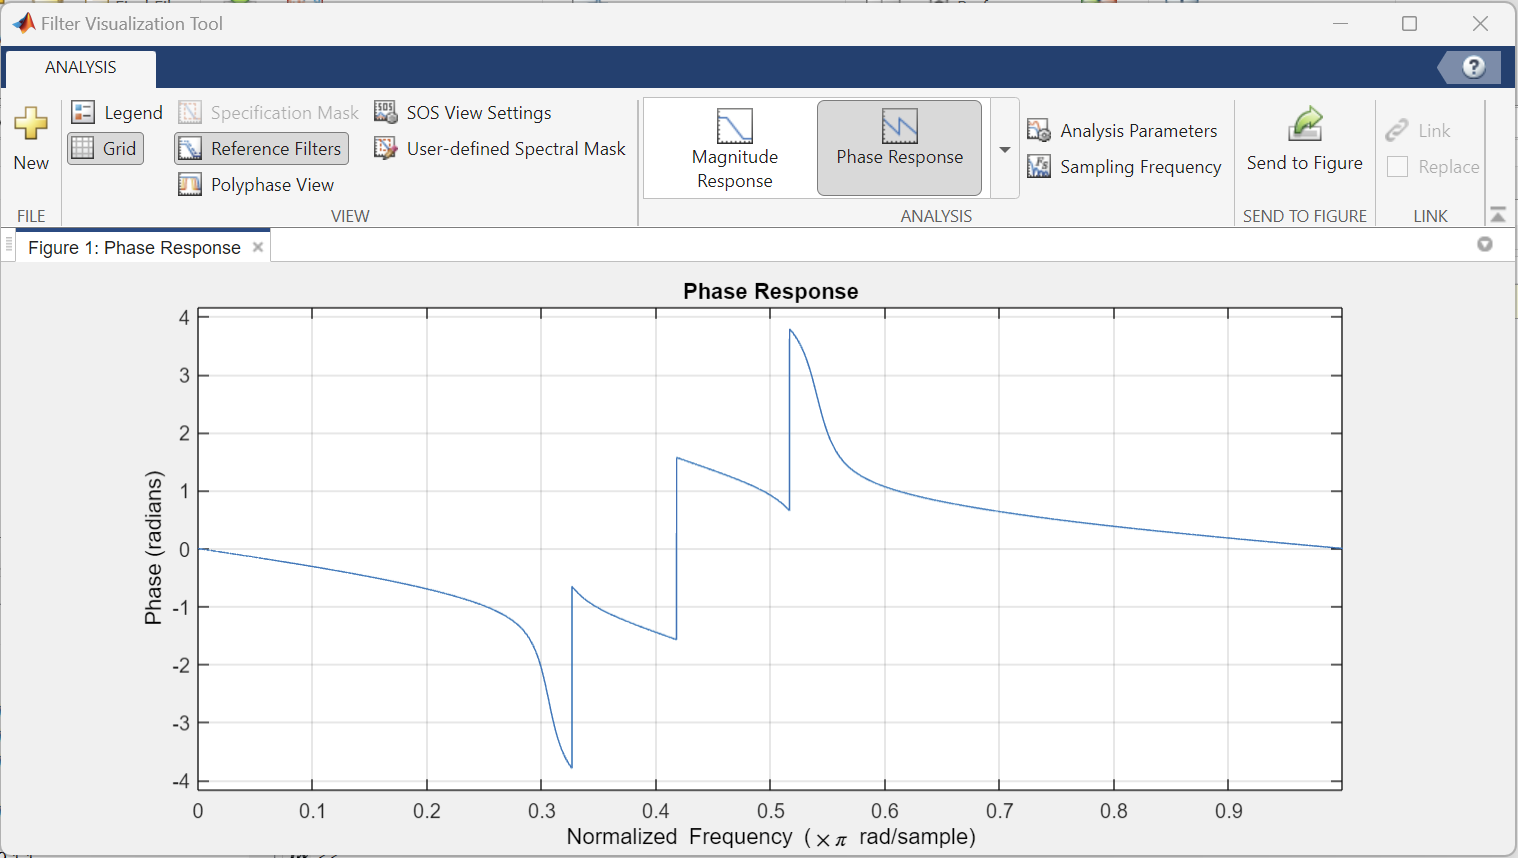 Filter Visualization Tool
ANALYSIS
?
New
Legend
Grid
Specification Mask
Reference Filters
Polyphase View
SOS View Settings
User-defined Spectral Mask
Magnitude
Response
Phase Response
Analysis Parameters
Sampling Frequency
Send to Figure
Link
Replace
FILE
VIEW
ANALYSIS
SEND TO FIGURE
LINK
Figure 1: Phase Response
Phase Response
Phase (radians)
4
3
2
1
0
-1
-2
-3
-4
0 0.1 0.2 0.3 0.4 0.5 0.6 0.7 0.8 0.9
Normalized Frequency (×π rad/sample)